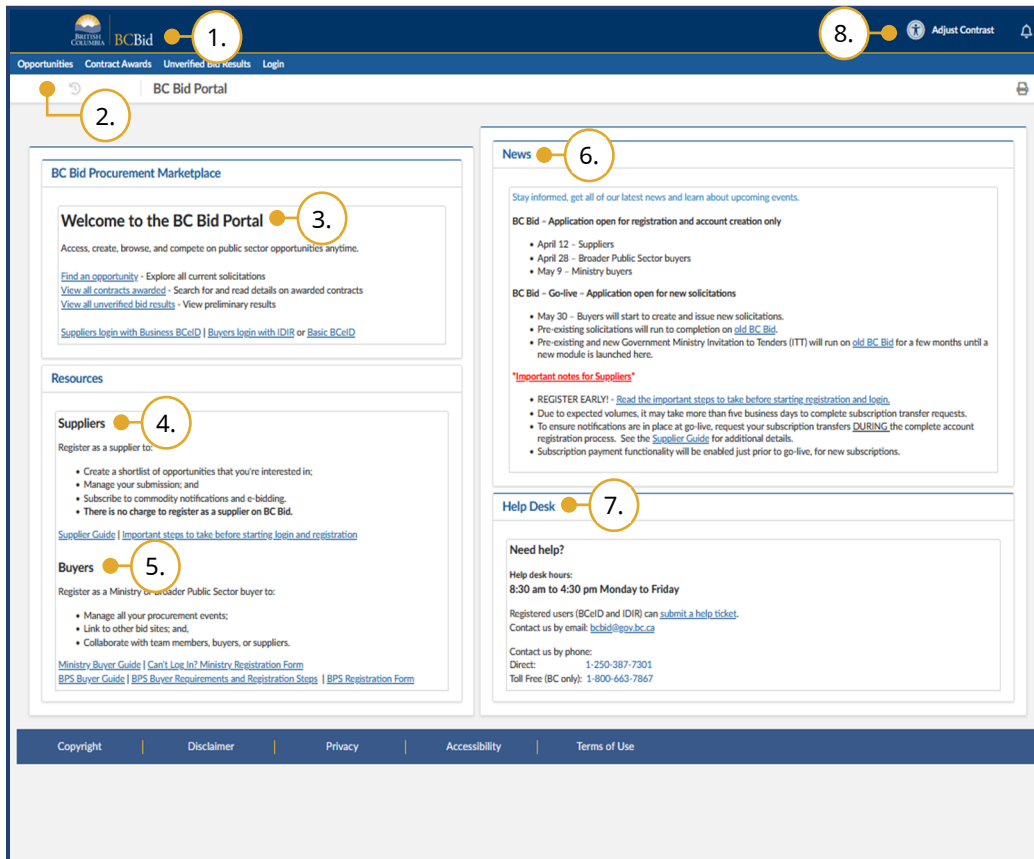 BRITISH
COLUMBIA
BCBid
1.
8.
Adjust Contrast
Opportunities Contract Awards Unverified Bid Results Login
BC Bid Portal
2.
BC Bid Procurement Marketplace
Welcome to the BC Bid Portal
3.
Access, create, browse, and compete on public sector opportunities anytime.
Find an opportunity - Explore all current solicitations
View all contracts awarded - Search for and read details on awarded contracts
View all unverified bid results - View preliminary results
Suppliers login with Business BCeID | Buyers login with IDIR or Basic BCeID
Resources
Suppliers
4.
Register as a supplier to:
• Create a shortlist of opportunities that you're interested in;
• Manage your submission; and
• Subscribe to commodity notifications and e-bidding.
• There is no charge to register as a supplier on BC Bid.
Supplier Guide | Important steps to take before starting login and registration
Buyers
5.
Register as a Ministry or Broader Public Sector buyer to:
• Manage all your procurement events;
• Link to other bid sites; and,
• Collaborate with team members, buyers, or suppliers.
Ministry Buyer Guide | Can't Log In? Ministry Registration Form
BPS Buyer Guide | BPS Buyer Requirements and Registration Steps | BPS Registration Form
News
6.
Stay informed, get all of our latest news and learn about upcoming events.
BC Bid – Application open for registration and account creation only
• April 12 – Suppliers
• April 28 – Broader Public Sector buyers
• May 9 – Ministry buyers
BC Bid – Go-live – Application open for new solicitations
• May 30 – Buyers will start to create and issue new solicitations.
• Pre-existing solicitations will run to completion on old BC Bid.
• Pre-existing and new Government Ministry Invitation to Tenders (ITT) will run on old BC Bid for a few months until a
new module is launched here.
*Important notes for Suppliers*
• REGISTER EARLY! - Read the important steps to take before starting registration and login.
• Due to expected volumes, it may take more than five business days to complete subscription transfer requests.
• To ensure notifications are in place at go-live, request your subscription transfers DURING the complete account
registration process. See the Supplier Guide for additional details.
• Subscription payment functionality will be enabled just prior to go-live, for new subscriptions.
Help Desk
7.
Need help?
Help desk hours:
8:30 am to 4:30 pm Monday to Friday
Registered users (BCeID and IDIR) can submit a help ticket.
Contact us by email: bcbid@gov.bc.ca
Contact us by phone:
Direct: 1-250-387-7301
Toll Free (BC only): 1-800-663-7867
Copyright | Disclaimer | Privacy | Accessibility | Terms of Use